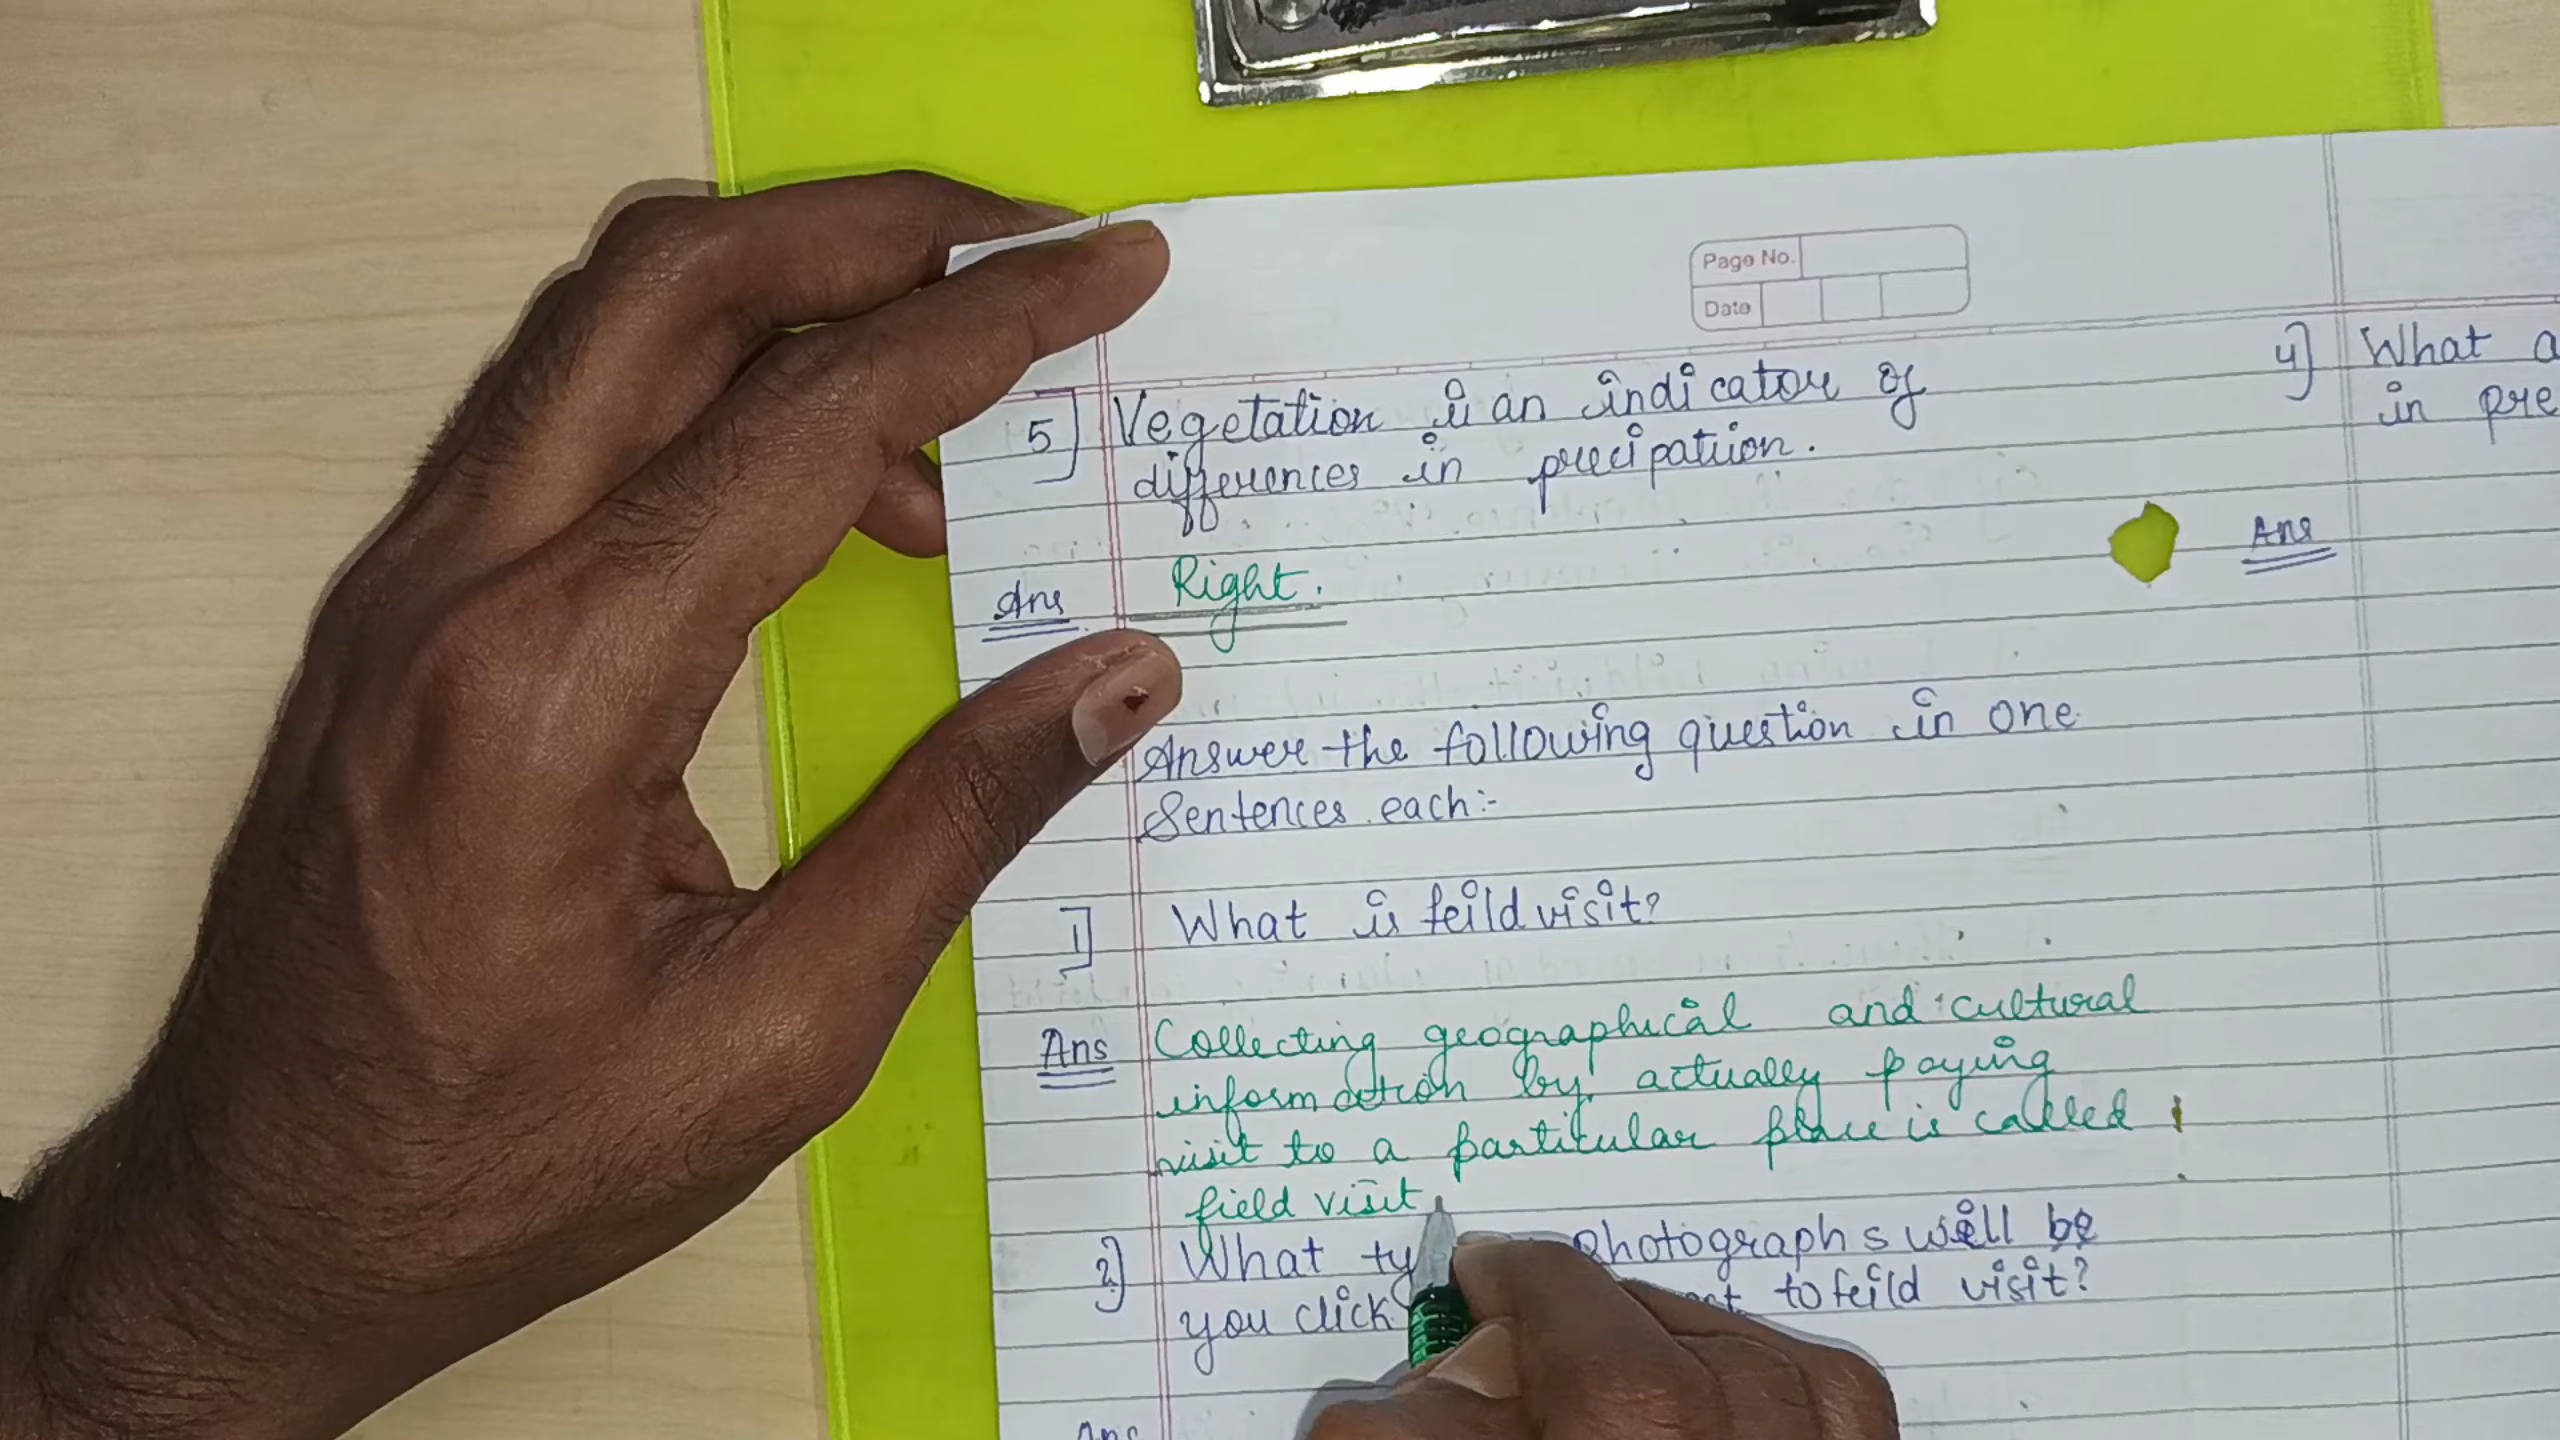 Page No.
Date
5] Vegetation is an indicator of
differences in precipatiion.
Ans Right.
Answer the following question in one
Sentences each:-
1] What is feild visit?
Ans Collecting geographical and cultural
information by actually paying
visit to a particular place is called
field visit
2] What photographs will be
you click to feild visit?
Ans
4] What
in
Ans